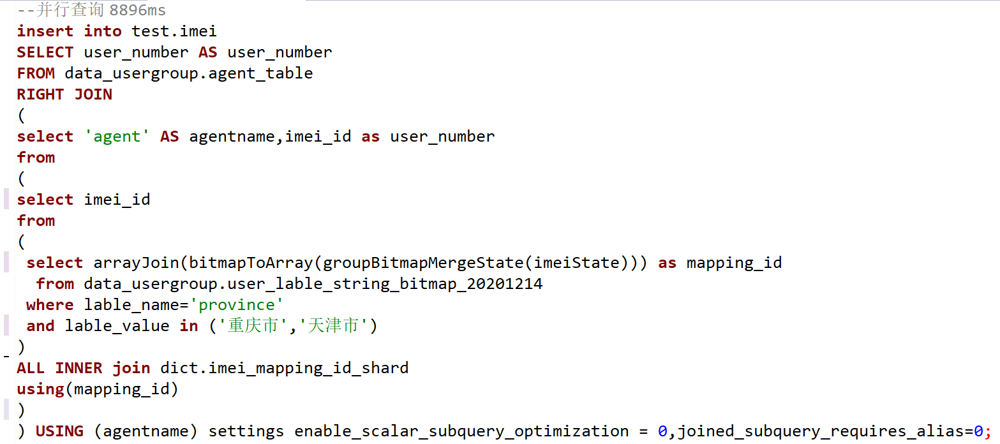 --并行查询 8896ms
insert into test.imei
SELECT user_number AS user_number
FROM data_usergroup.agent_table
RIGHT JOIN
(
select 'agent' AS agentname,imei_id as user_number
from
(
select imei_id
from
(
 select arrayJoin(bitmapToArray(groupBitmapMergeState(imeiState))) as mapping_id
  from data_usergroup.user_lable_string_bitmap_20201214
 where lable_name='province'
 and lable_value in ('重庆市','天津市')
)
ALL INNER join dict.imei_mapping_id_shard
using(mapping_id)
)
) USING (agentname) settings enable_scalar_subquery_optimization = 0,joined_subquery_requires_alias=0;